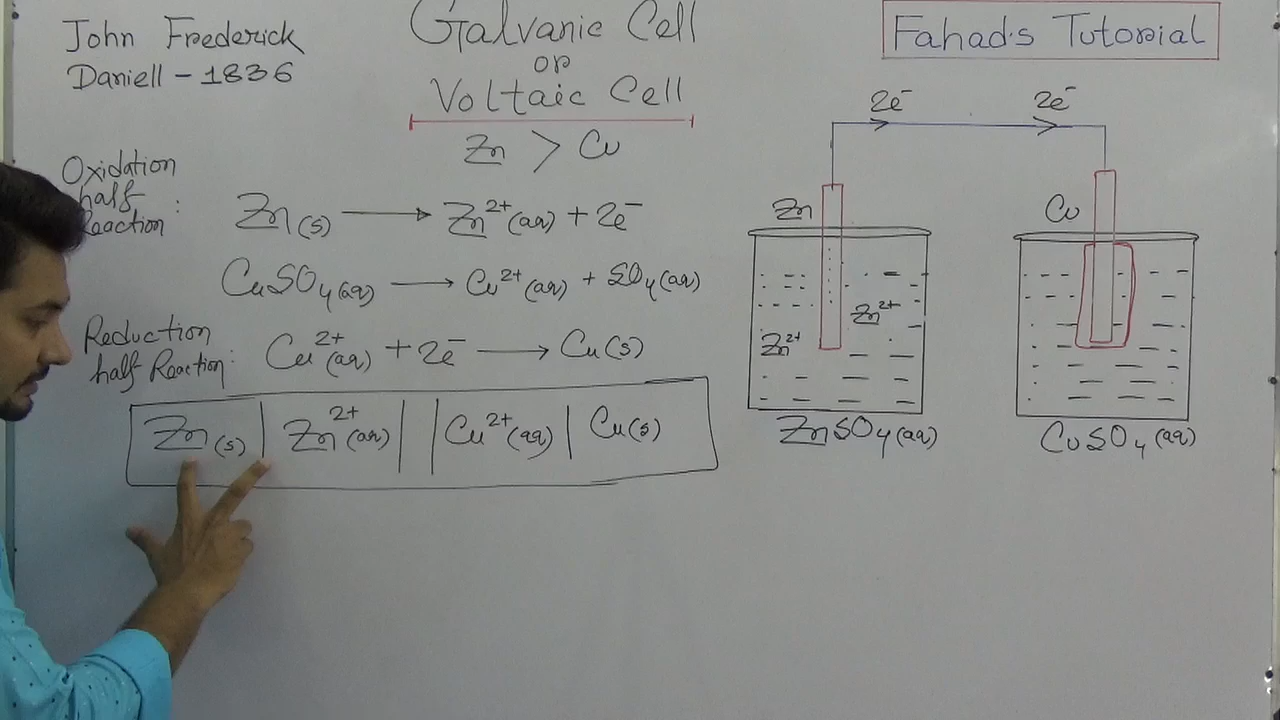 John Frederick
Daniell - 1836
Galvanic Cell
or
Voltaic Cell
Zn > Cu
Fahad's Tutorial
Oxidation
half
Reaction :
Zn (s) ⟶ Zn²⁺(aq) + 2e⁻
CuSO₄(aq) ⟶ Cu²⁺(aq) + SO₄(aq)
Reduction
half Reaction:
Cu²⁺(aq) + 2e⁻ ⟶ Cu(s)
Zn(s) | Zn²⁺(aq) | | Cu²⁺(aq) | Cu(s)
2e⁻ 2e⁻
Zn
Cu
Zn²⁺
Zn²⁺
ZnSO₄(aq)
CuSO₄(aq)